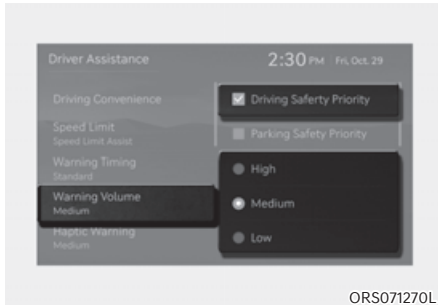 Driver Assistance
2:30 PM Fri, Oct. 29
Driving Convenience
Speed Limit
Speed Limit Assist
Warning Timing
Standard
Warning Volume
Medium
Haptic Warning
Medium
Driving Saferty Priority
Parking Safety Priority
High
Medium
Low
ORS071270L